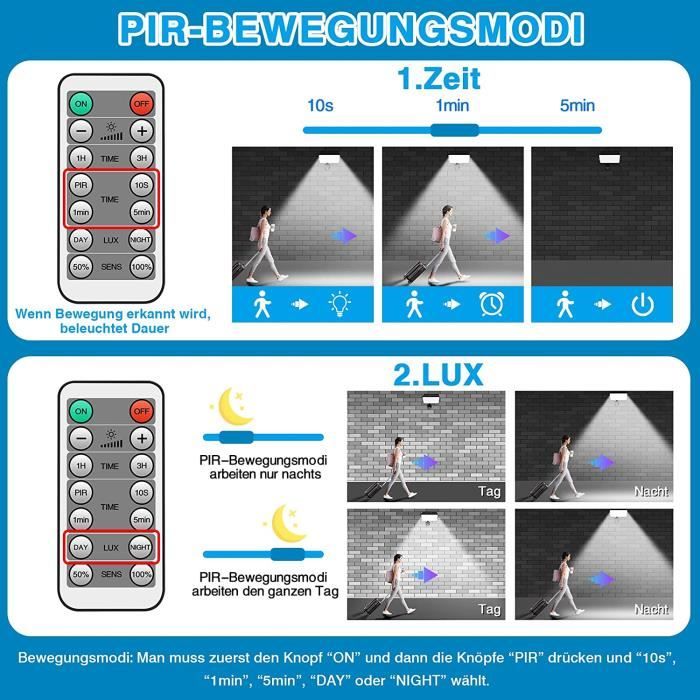 PIR-BEWEGUNGSMODI
1.Zeit
10s 1min 5min
ON OFF
− +
1H TIME 3H
PIR 10S
TIME
1min 5min
DAY LUX NIGHT
50% SENS 100%
Wenn Bewegung erkannt wird,
beleuchtet Dauer
2.LUX
ON OFF
− +
1H TIME 3H
PIR 10S
TIME
1min 5min
DAY LUX NIGHT
50% SENS 100%
PIR-Bewegungsmodi
arbeiten nur nachts
Tag
Nacht
PIR-Bewegungsmodi
arbeiten den ganzen Tag
Tag
Nacht
Bewegungsmodi: Man muss zuerst den Knopf “ON” und dann die Knöpfe “PIR” drücken und “10s”,
“1min”, “5min”, “DAY” oder “NIGHT” wählt.